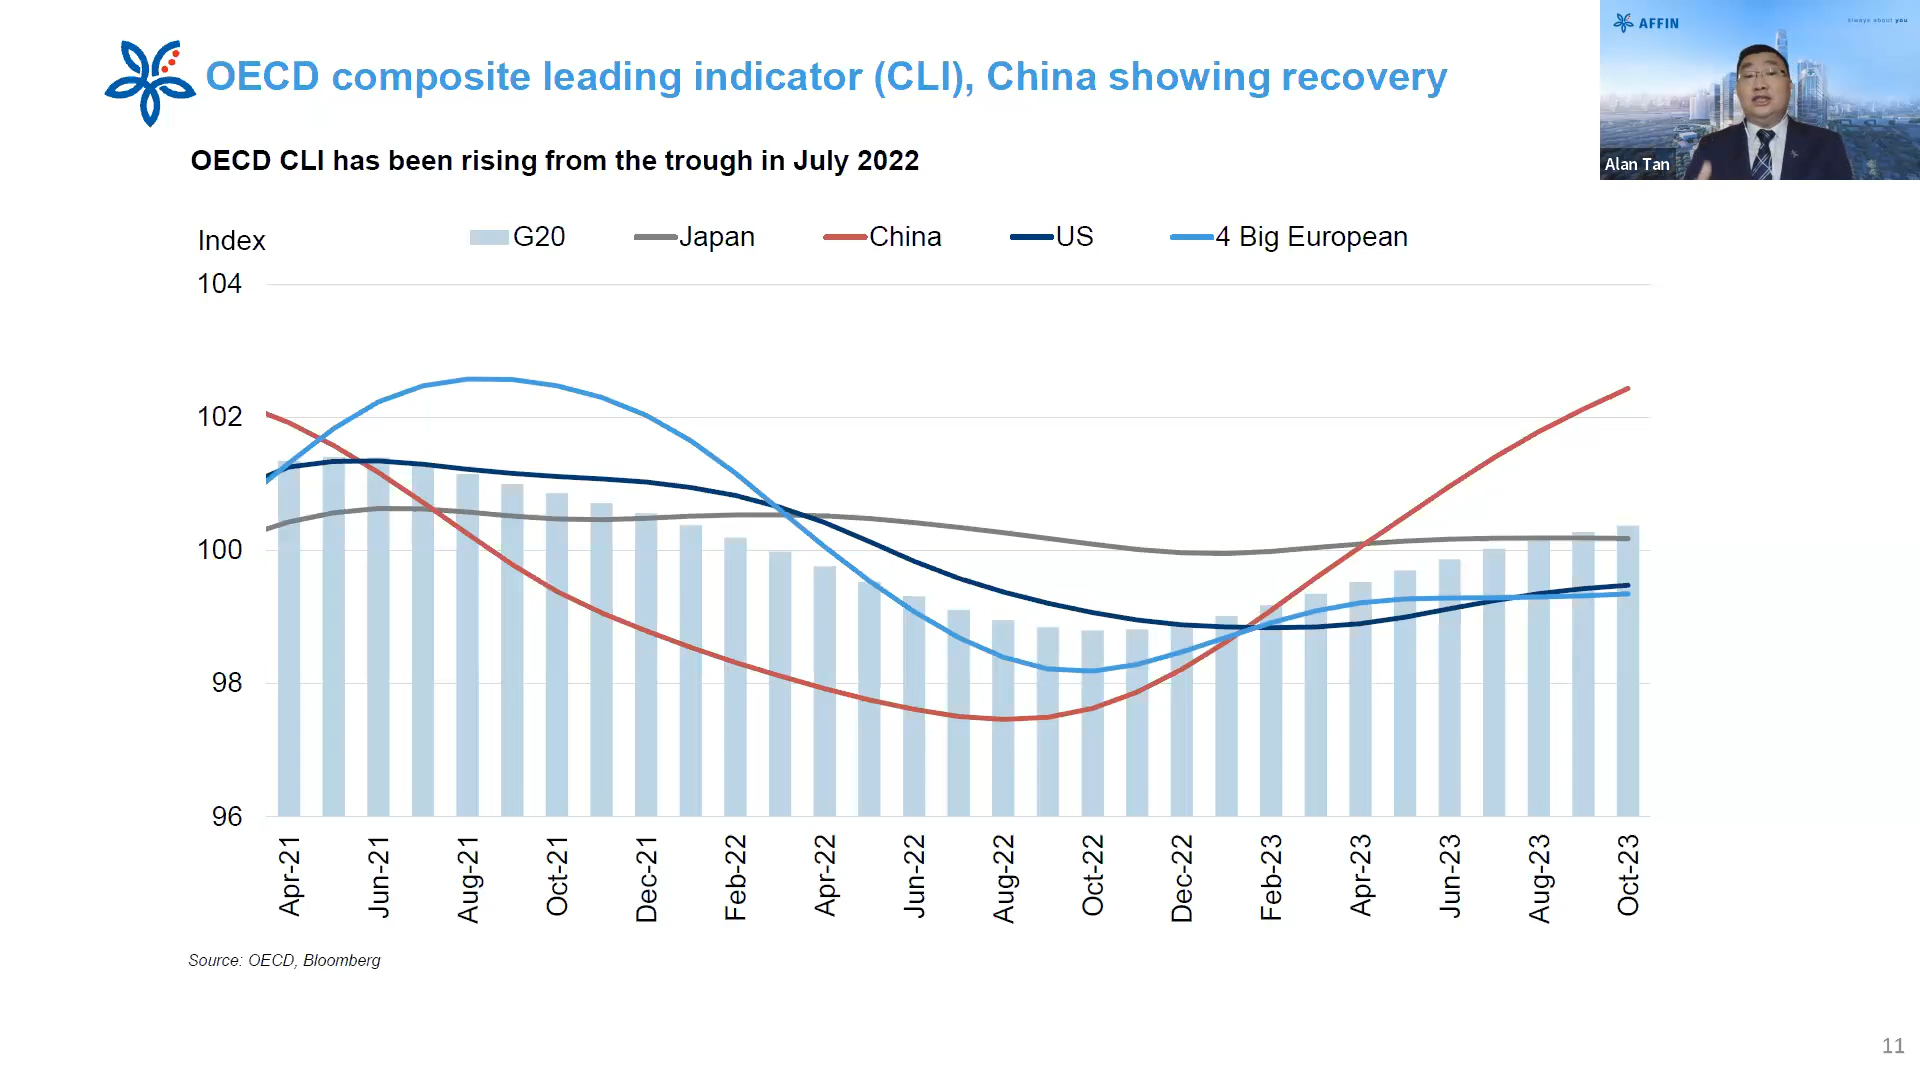 OECD composite leading indicator (CLI), China showing recovery
AFFIN
always about you
Alan Tan
OECD CLI has been rising from the trough in July 2022
Index
G20
Japan
China
US
4 Big European
104
102
100
98
96
Apr-21
Jun-21
Aug-21
Oct-21
Dec-21
Feb-22
Apr-22
Jun-22
Aug-22
Oct-22
Dec-22
Feb-23
Apr-23
Jun-23
Aug-23
Oct-23
Source: OECD, Bloomberg
11